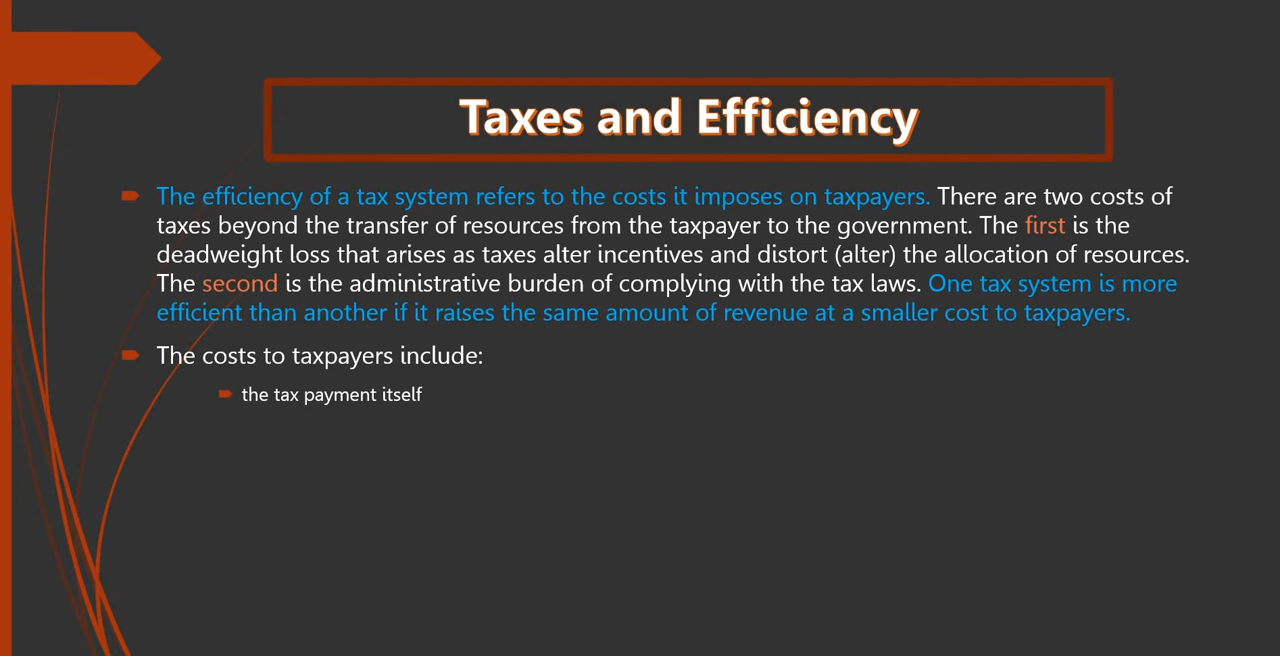 Taxes and Efficiency
The efficiency of a tax system refers to the costs it imposes on taxpayers. There are two costs of
taxes beyond the transfer of resources from the taxpayer to the government. The first is the
deadweight loss that arises as taxes alter incentives and distort (alter) the allocation of resources.
The second is the administrative burden of complying with the tax laws. One tax system is more
efficient than another if it raises the same amount of revenue at a smaller cost to taxpayers.
The costs to taxpayers include:
the tax payment itself